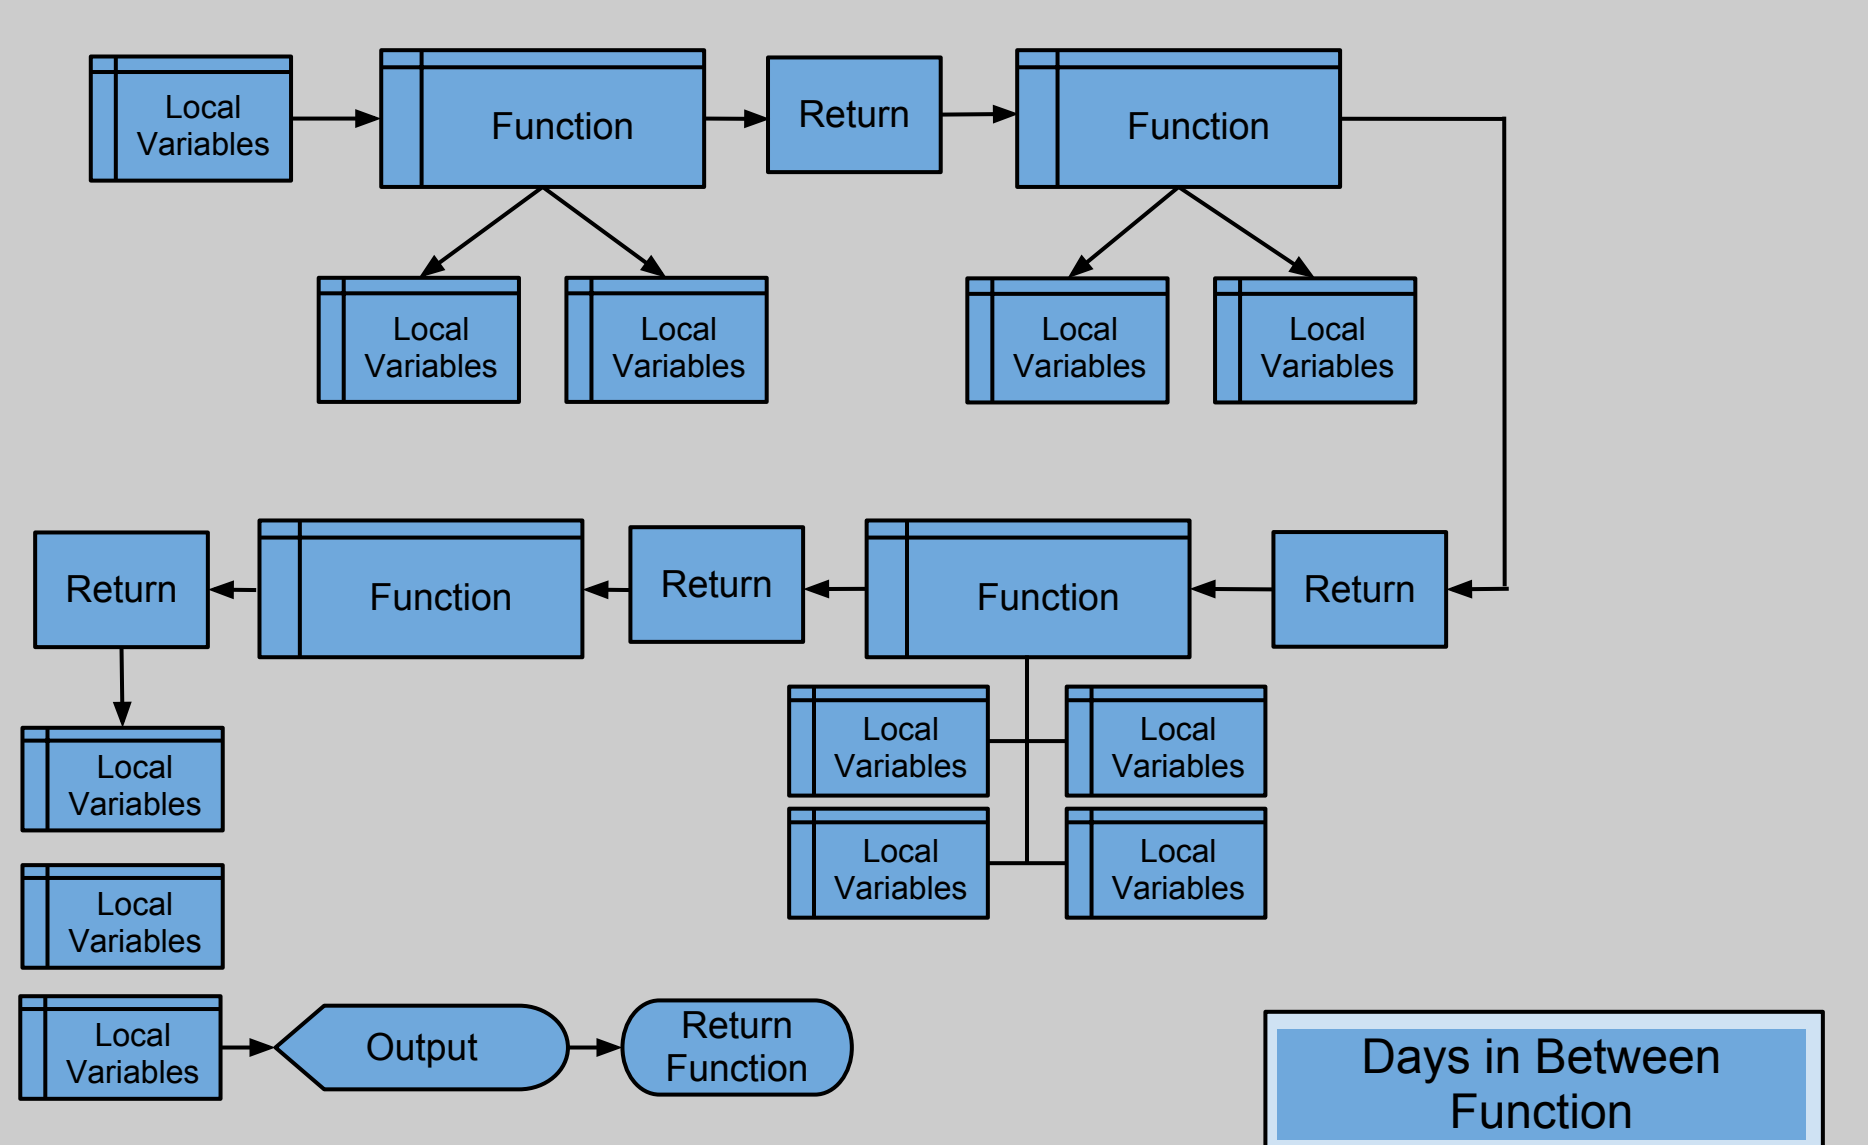 Local
Variables
Function
Return
Function
Local
Variables
Local
Variables
Local
Variables
Local
Variables
Return
Function
Return
Function
Return
Local
Variables
Local
Variables
Local
Variables
Local
Variables
Local
Variables
Local
Variables
Local
Variables
Output
Return
Function
Days in Between
Function